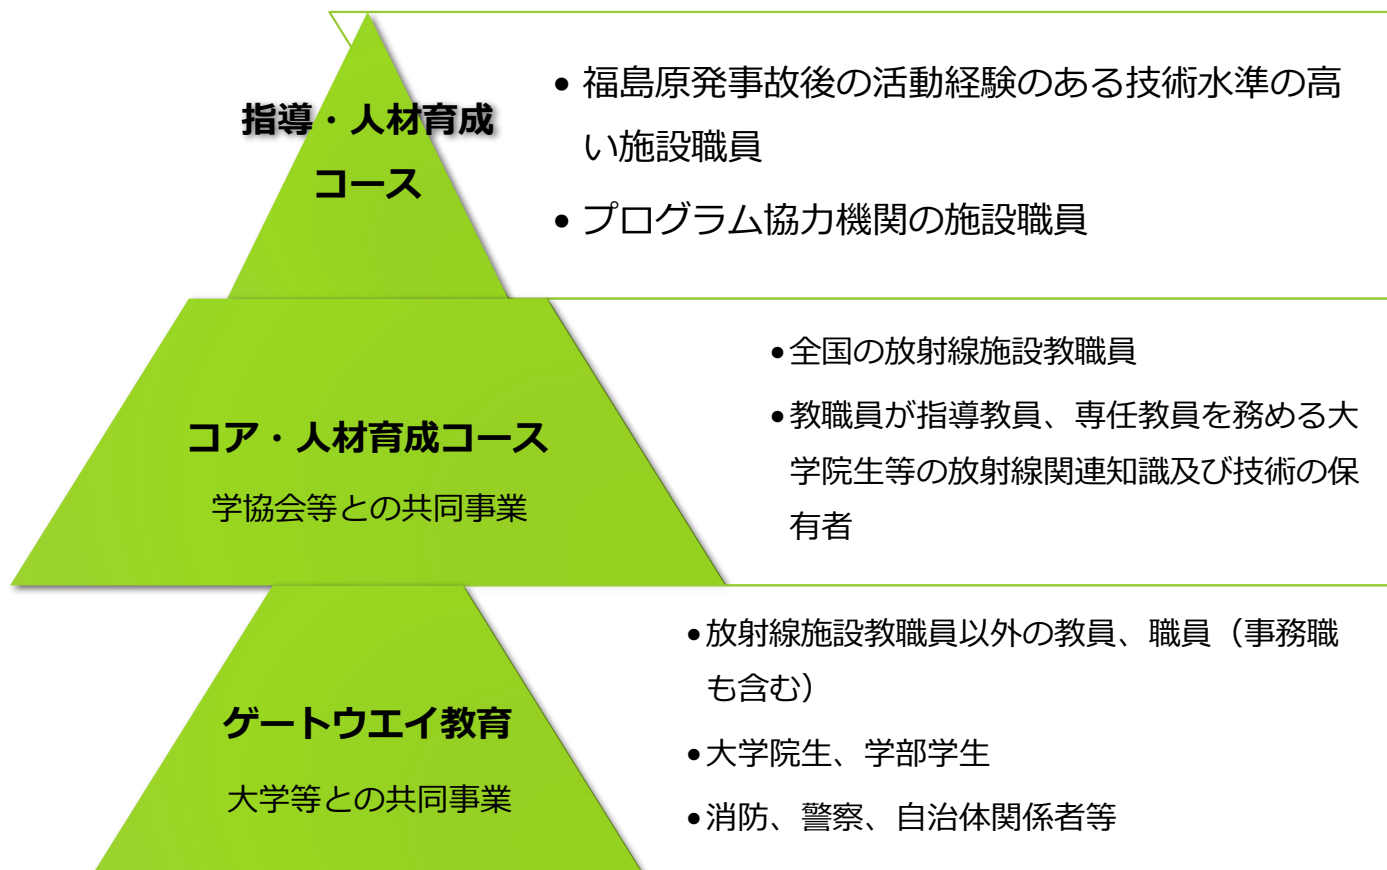 指導・人材育成
コース
• 福島原発事故後の活動経験のある技術水準の高
い施設職員
• プログラム協力機関の施設職員
コア・人材育成コース
学協会等との共同事業
•全国の放射線施設教職員
•教職員が指導教員、専任教員を務める大
学院生等の放射線関連知識及び技術の保
有者
ゲートウエイ教育
大学等との共同事業
•放射線施設教職員以外の教員、職員（事務職
も含む）
•大学院生、学部学生
•消防、警察、自治体関係者等